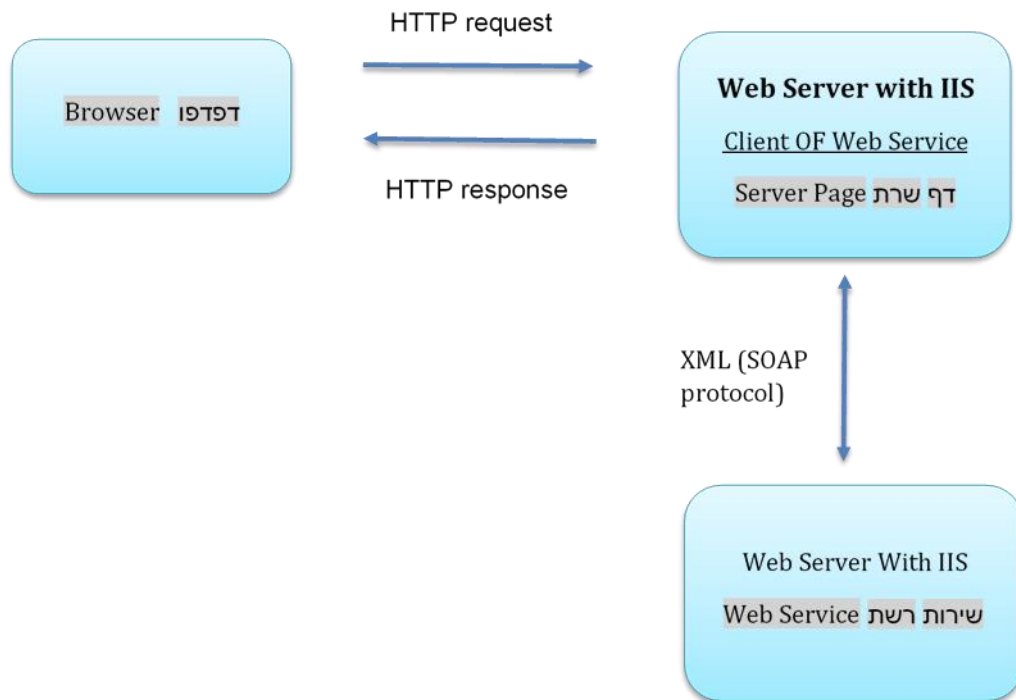 HTTP request
Browser דפדפו
HTTP response
Web Server with IIS
Client OF Web Service
Server Page דף שרת
XML (SOAP
protocol)
Web Server With IIS
Web Service שירות רשת